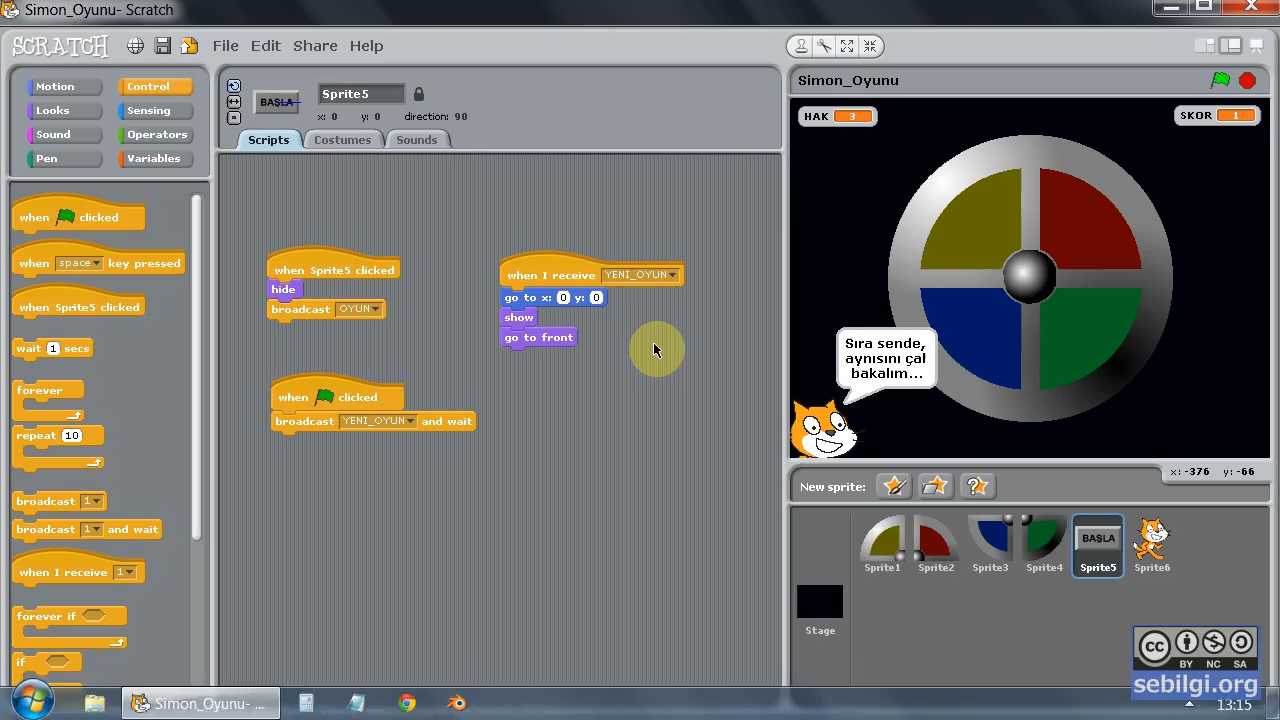 Simon_Oyunu- Scratch
SCRATCH
File Edit Share Help
Motion Control
Looks Sensing
Sound Operators
Pen Variables
when clicked
when space key pressed
when Sprite5 clicked
wait 1 secs
forever
repeat 10
broadcast 1
broadcast 1 and wait
when I receive 1
forever if
if
BAŞLA
Sprite5
x: 0 y: 0 direction: 90
Scripts Costumes Sounds
when Sprite5 clicked
hide
broadcast OYUN
when clicked
broadcast YENI_OYUN and wait
when I receive YENI_OYUN
go to x: 0 y: 0
show
go to front
Simon_Oyunu
HAK 3
SKOR 1
Sıra sende,
aynısını çal
bakalım...
x: -376 y: -66
New sprite:
BAŞLA
Sprite1 Sprite2 Sprite3 Sprite4 Sprite5 Sprite6
Stage
cc
BY NC SA
sebilgi.org
Simon_Oyunu- ...
13:15